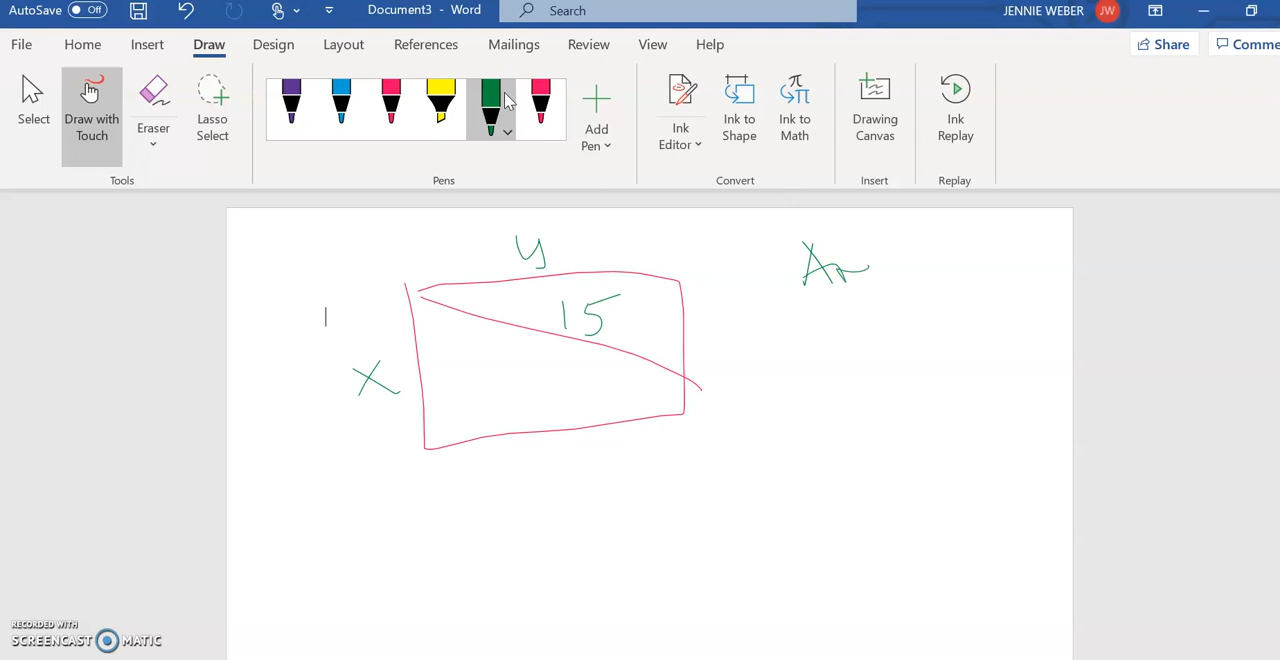 AutoSave Off Document3 - Word Search JENNIE WEBER JW
File Home Insert Draw Design Layout References Mailings Review View Help Share Comme
Select
Draw with Touch
Eraser
Lasso Select
Tools
Add Pen
Pens
Ink Editor
Ink to Shape
Ink to Math
Convert
Drawing Canvas
Insert
Ink Replay
Replay
y
15
x
RECORDED WITH
SCREENCAST MATIC